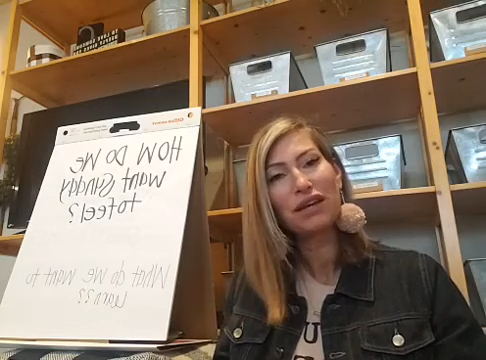 HOW DO WE
want Sunday
to feel?
What do we want to
learn??